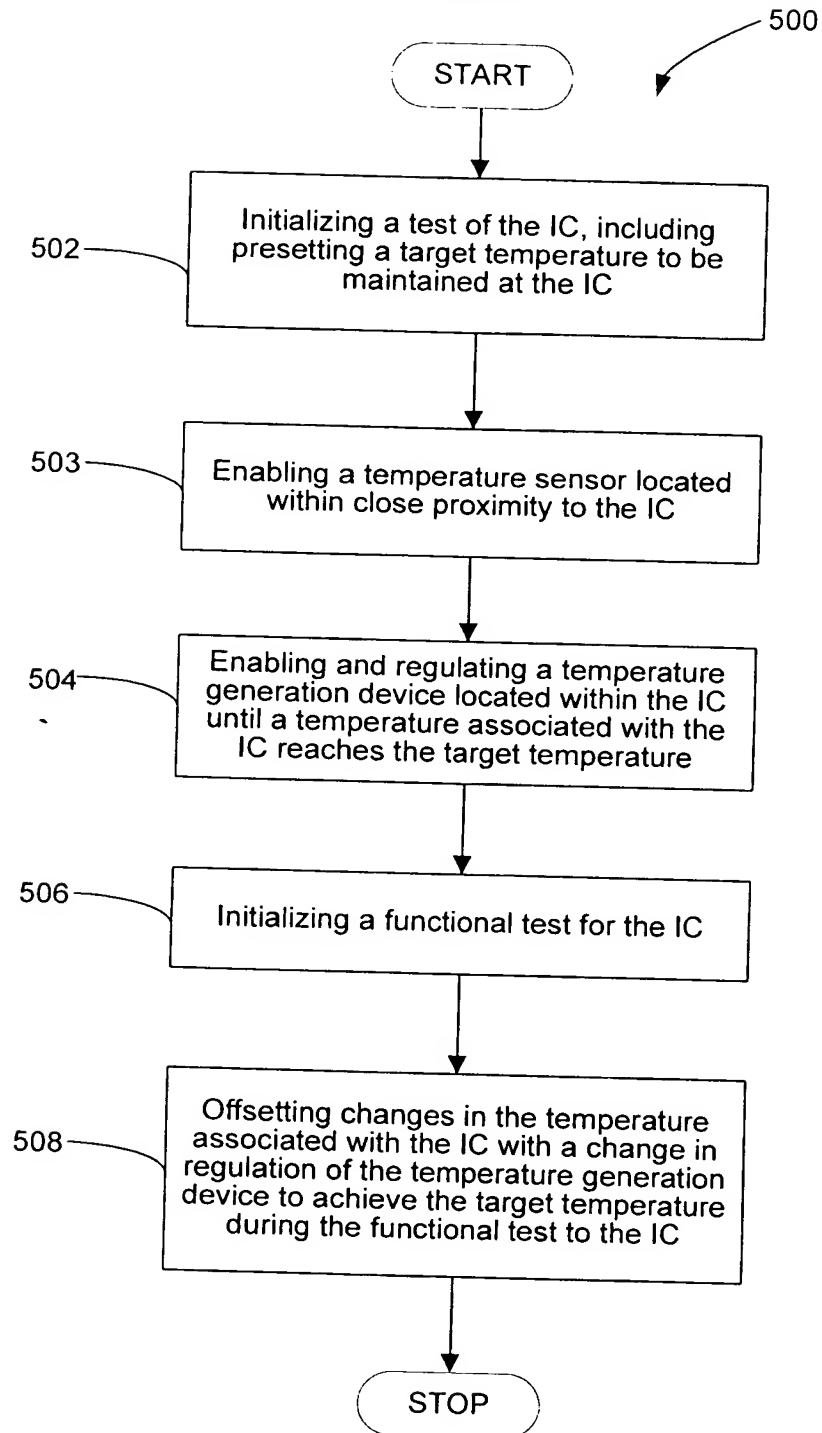 500
START
502
Initializing a test of the IC, including
presetting a target temperature to be
maintained at the IC
503
Enabling a temperature sensor located
within close proximity to the IC
504
Enabling and regulating a temperature
generation device located within the IC
until a temperature associated with the
IC reaches the target temperature
506
Initializing a functional test for the IC
508
Offsetting changes in the temperature
associated with the IC with a change in
regulation of the temperature generation
device to achieve the target temperature
during the functional test to the IC
STOP